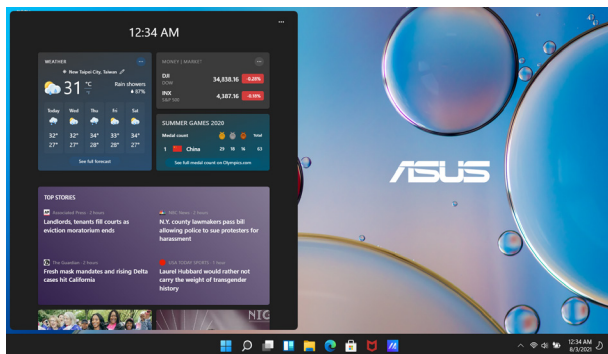 12:34 AM
WEATHER
New Taipei City, Taiwan
31 °C
Rain showers
87%
Today Wed Thu Fri Sat
32° 32° 34° 33° 34°
27° 27° 28° 28° 27°
See full forecast
MONEY | MARKET
DJI
DOW
34,838.16 -0.28%
INX
S&P 500
4,387.16 -0.18%
SUMMER GAMES 2020
Medal count Total
1 China 29 18 16 63
See full medal count on Olympics.com
TOP STORIES
Associated Press · 2 hours
Landlords, tenants fill courts as
eviction moratorium ends
NBC News · 2 hours
N.Y. county lawmakers pass bill
allowing police to sue protesters for
harassment
The Guardian · 2 hours
Fresh mask mandates and rising Delta
cases hit California
USA TODAY SPORTS · 1 hour
Laurel Hubbard would rather not
carry the weight of transgender
history
NIG
ASUS
12:34 AM
8/3/2021